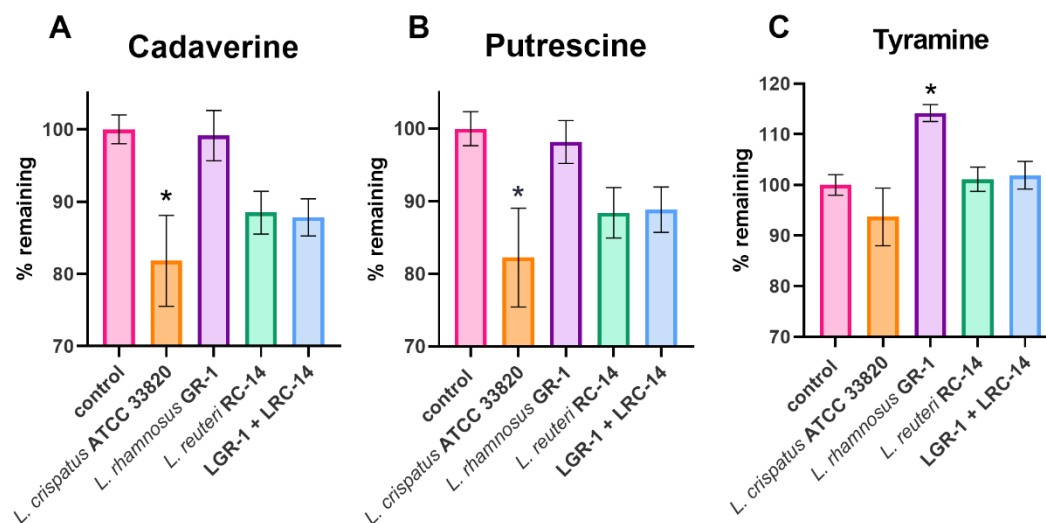 A
Cadaverine
% remaining
100
90
80
70
*
control
L. crispatus ATCC 33820
L. rhamnosus GR-1
L. reuteri RC-14
LGR-1 + LRC-14
B
Putrescine
% remaining
100
90
80
70
*
control
L. crispatus ATCC 33820
L. rhamnosus GR-1
L. reuteri RC-14
LGR-1 + LRC-14
C
Tyramine
% remaining
120
110
100
90
80
70
*
control
L. crispatus ATCC 33820
L. rhamnosus GR-1
L. reuteri RC-14
LGR-1 + LRC-14